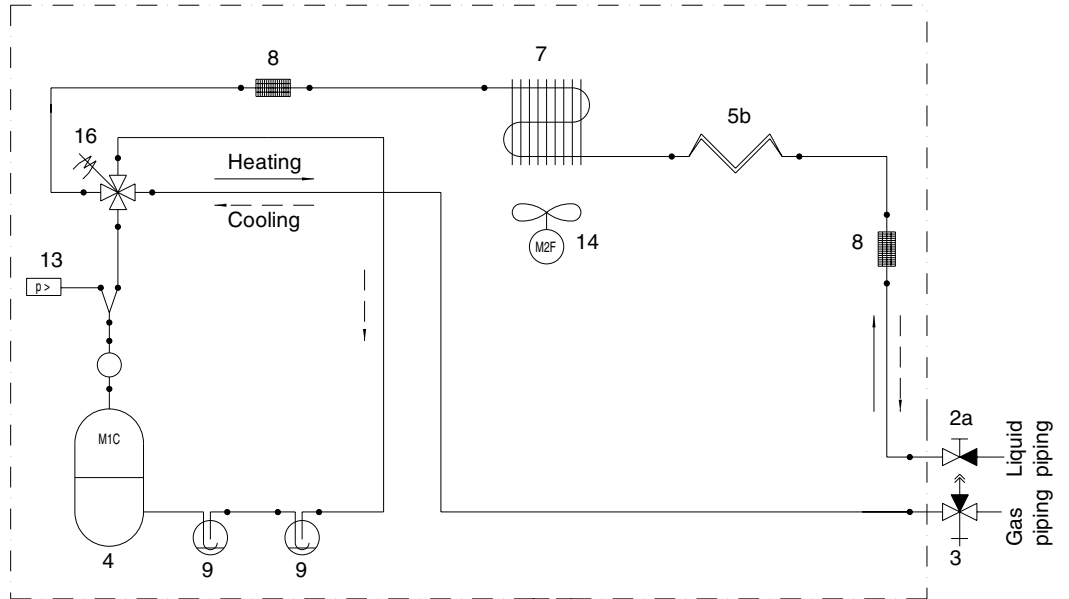 8
7
5b
16
Heating
Cooling
M2F
14
8
13
p >
M1C
2a
Liquid
piping
Gas
piping
4
9
9
3